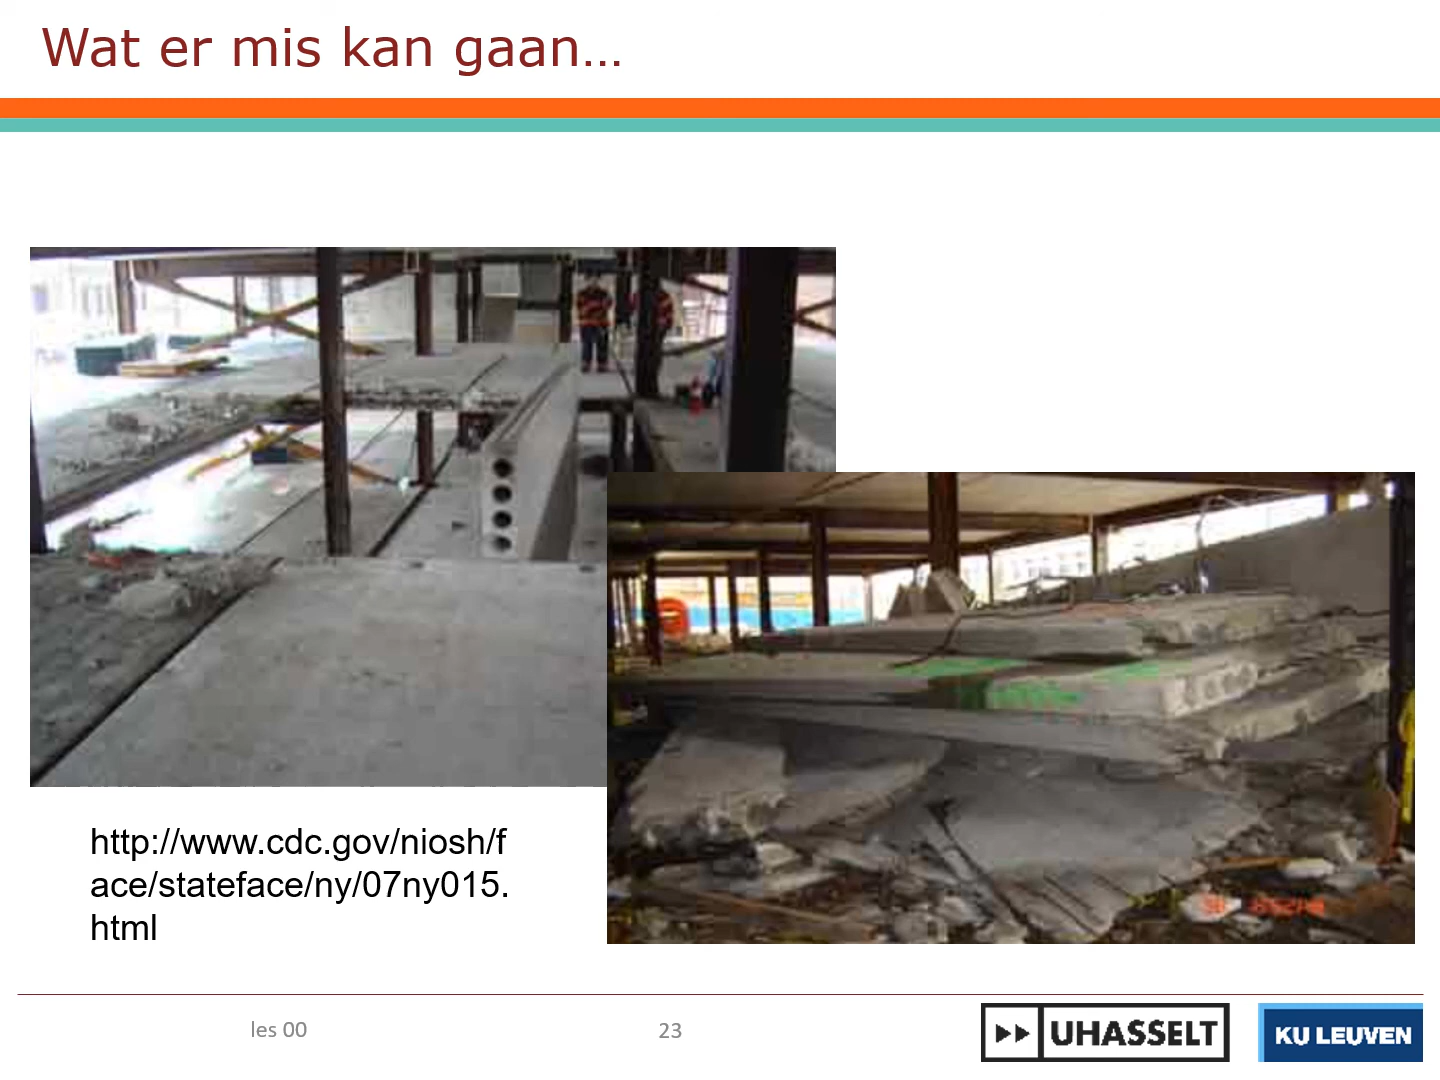 Wat er mis kan gaan…
http://www.cdc.gov/niosh/f
ace/stateface/ny/07ny015.
html
les 00
23
UHASSELT
KU LEUVEN